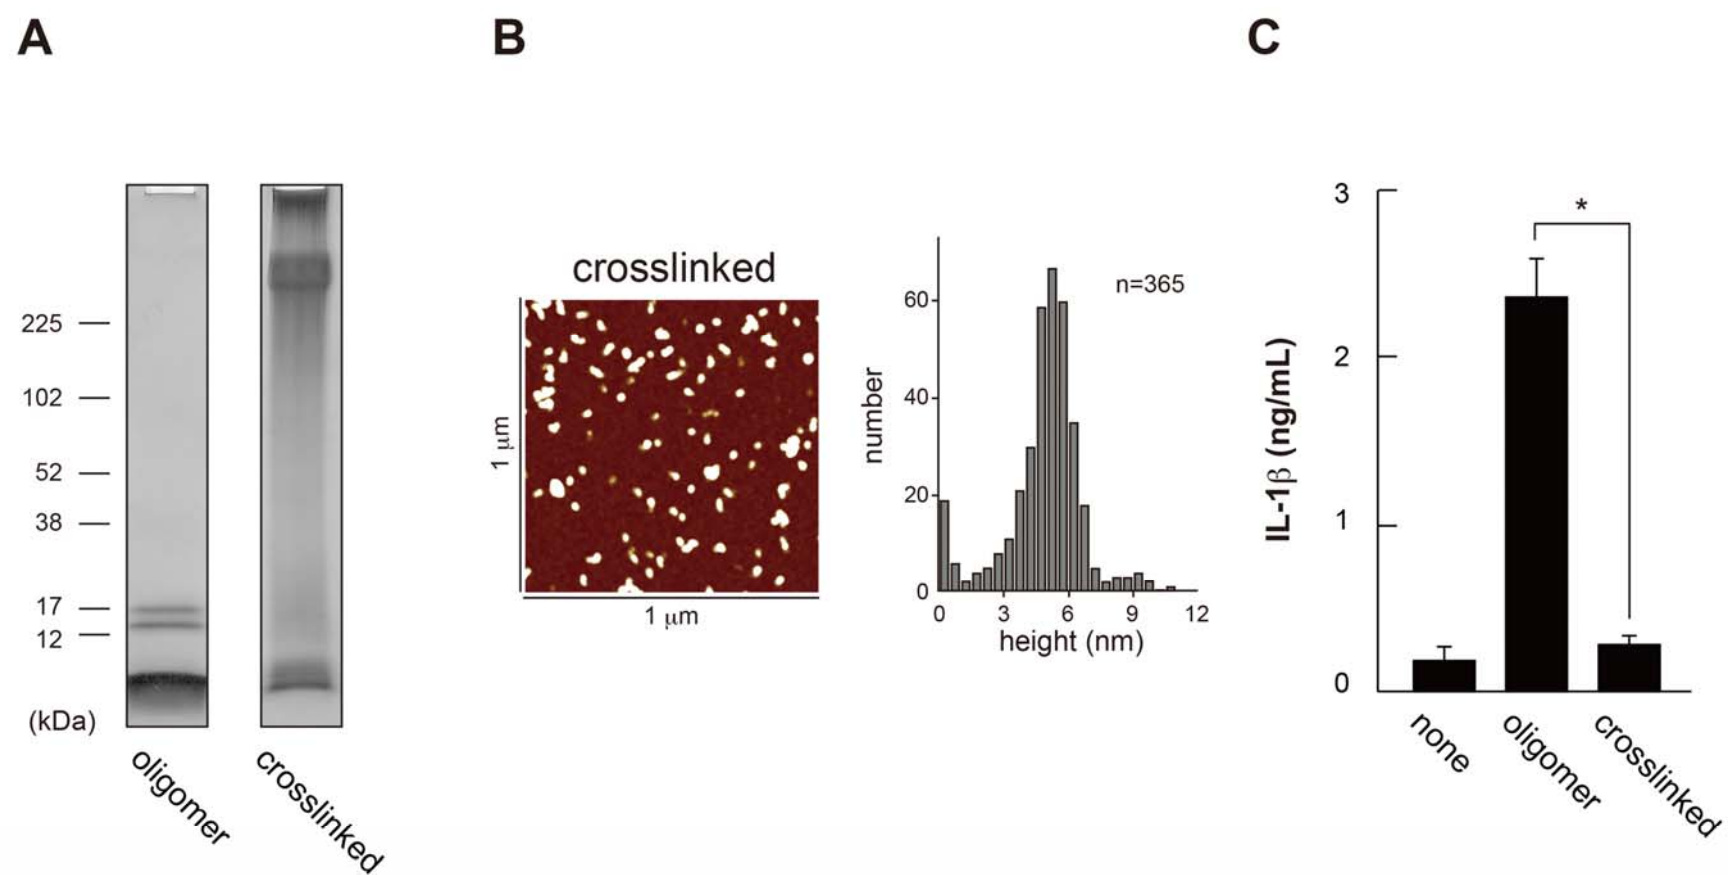 A
225
102
52
38
17
12
(kDa)
oligomer
crosslinked
B
crosslinked
1 μm
1 μm
number
60
40
20
0
n=365
0 3 6 9 12
height (nm)
C
IL-1β (ng/mL)
3
2
1
0
*
none
oligomer
crosslinked